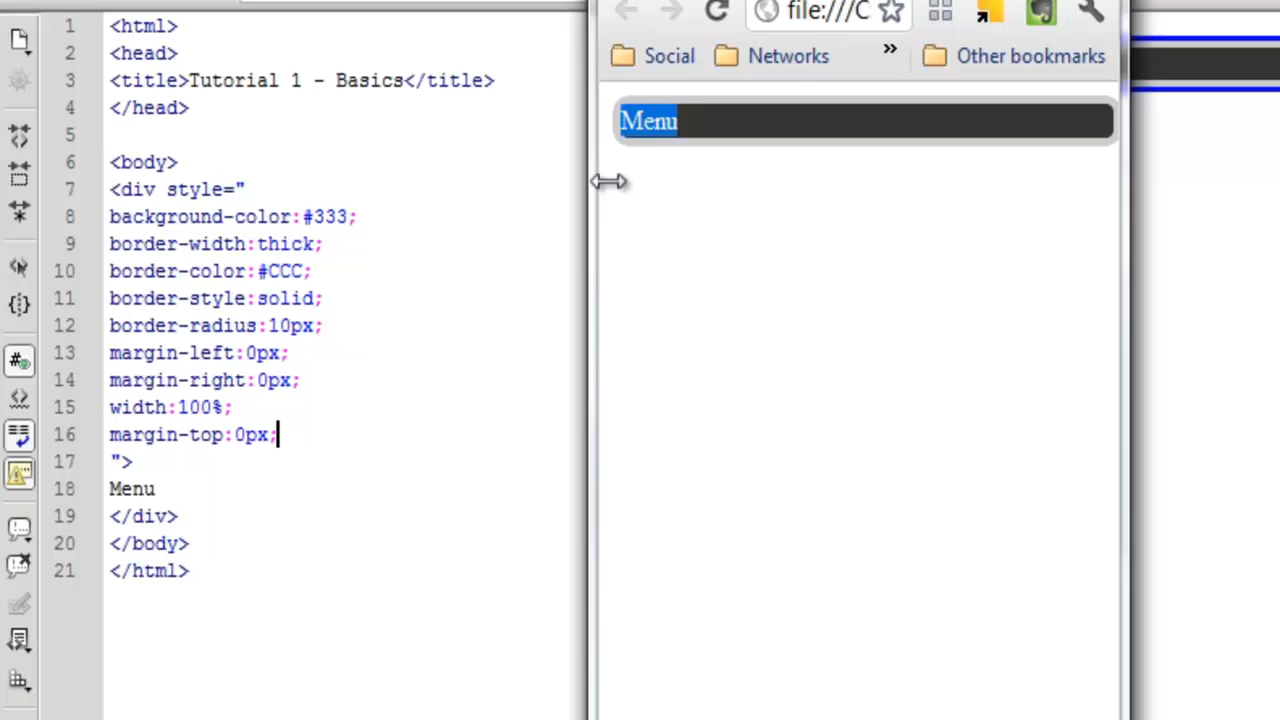 1 <html>
2 <head>
3 <title>Tutorial 1 - Basics</title>
4 </head>
5
6 <body>
7 <div style="
8 background-color:#333;
9 border-width:thick;
10 border-color:#CCC;
11 border-style:solid;
12 border-radius:10px;
13 margin-left:0px;
14 margin-right:0px;
15 width:100%;
16 margin-top:0px;
17 ">
18 Menu
19 </div>
20 </body>
21 </html>
file:///C
Social Networks » Other bookmarks
Menu